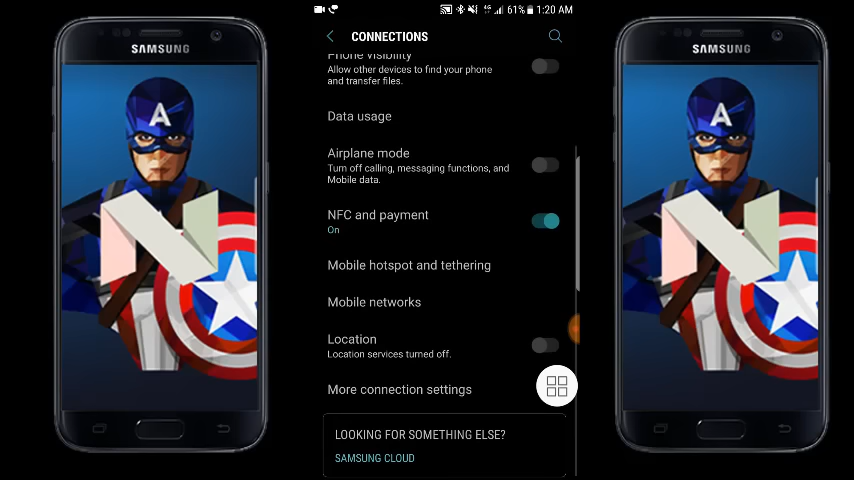 SAMSUNG
61% 1:20 AM
CONNECTIONS
Phone visibility
Allow other devices to find your phone
and transfer files.
Data usage
Airplane mode
Turn off calling, messaging functions, and
Mobile data.
NFC and payment
On
Mobile hotspot and tethering
Mobile networks
Location
Location services turned off.
More connection settings
LOOKING FOR SOMETHING ELSE?
SAMSUNG CLOUD
SAMSUNG
A
A